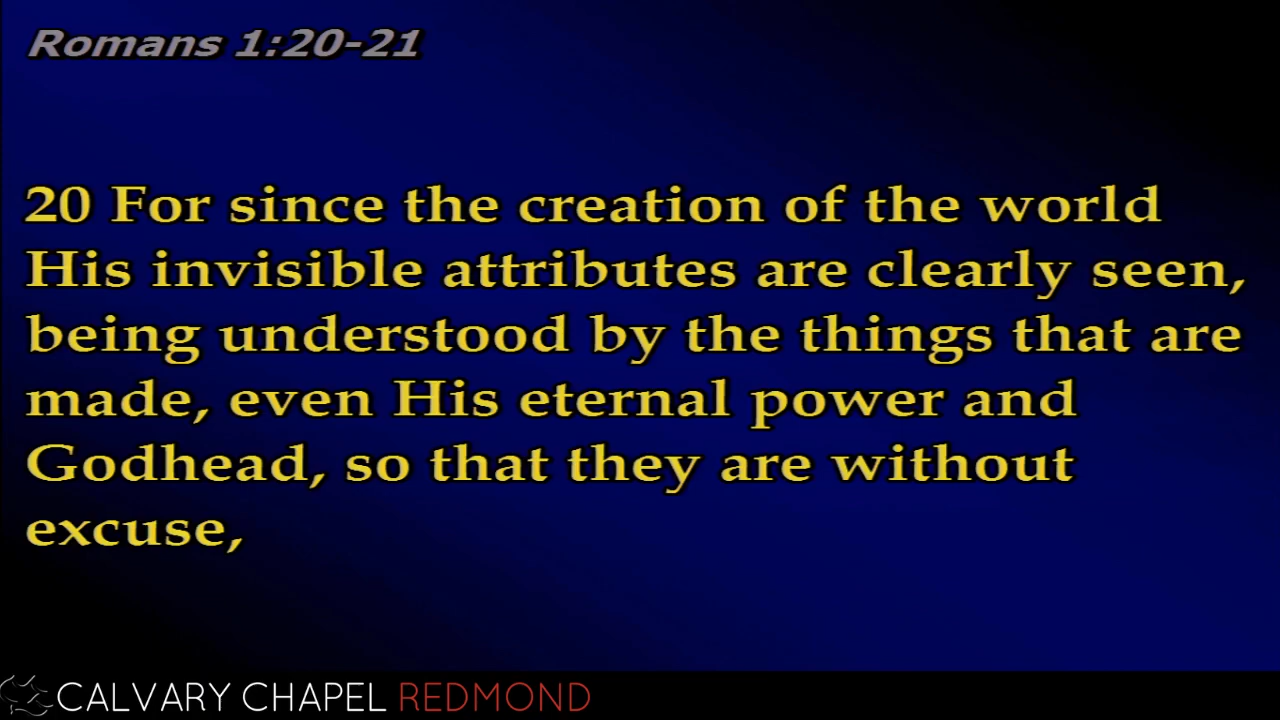 Romans 1:20-21
20 For since the creation of the world
His invisible attributes are clearly seen,
being understood by the things that are
made, even His eternal power and
Godhead, so that they are without
excuse,
CALVARY CHAPEL REDMOND